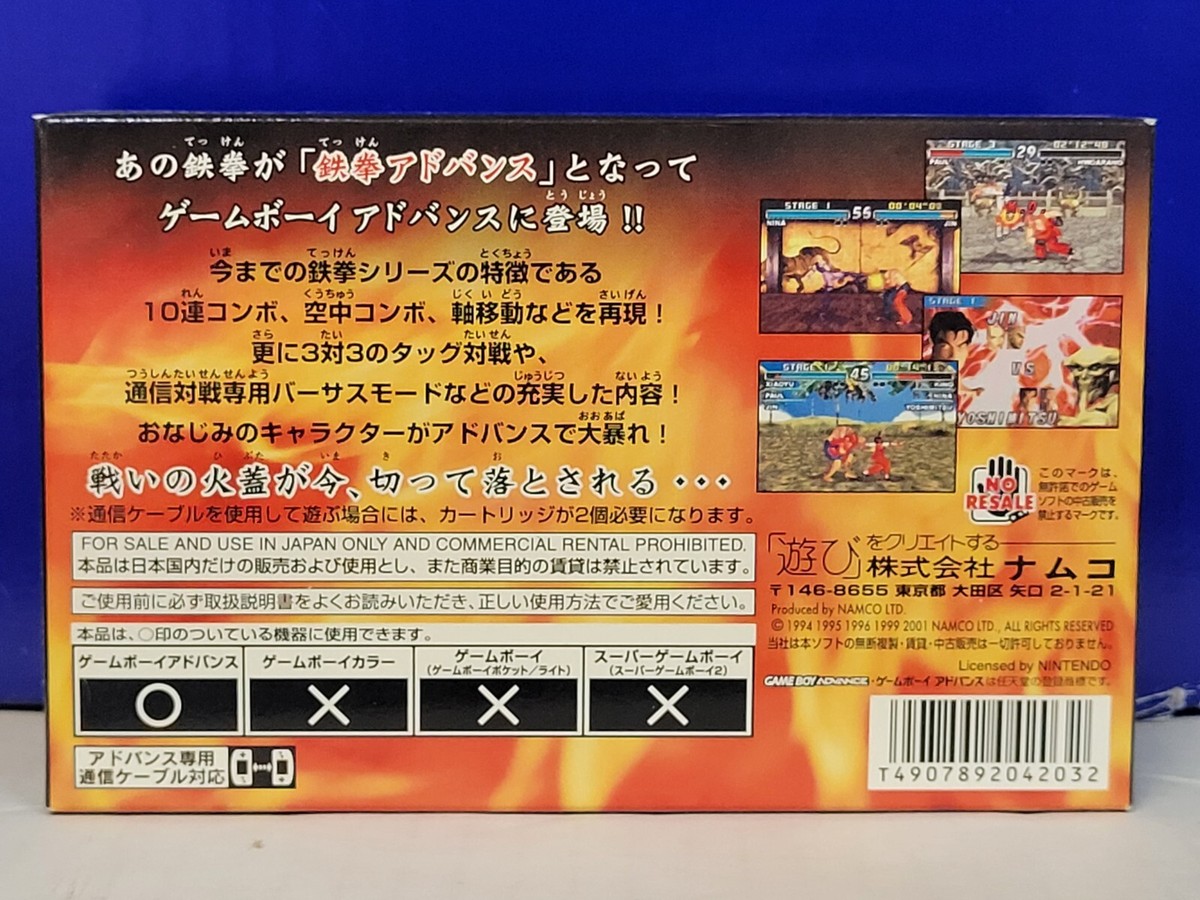 あの鉄拳が「鉄拳アドバンス」となって
ゲームボーイアドバンスに登場!!
今までの鉄拳シリーズの特徴である
10連コンボ、空中コンボ、軸移動などを再現!
更に3対3のタッグ対戦や、
通信対戦専用バーサスモードなどの充実した内容!
おなじみのキャラクターがアドバンスで大暴れ!
戦いの火蓋が今、切って落とされる・・・
※通信ケーブルを使用して遊ぶ場合には、カートリッジが2個必要になります。
FOR SALE AND USE IN JAPAN ONLY AND COMMERCIAL RENTAL PROHIBITED.
本品は日本国内だけの販売および使用とし、また商業目的の賃貸は禁止されています。
ご使用前に必ず取扱説明書をよくお読みいただき、正しい使用方法でご愛用ください。
本品は、○印のついている機器に使用できます。
ゲームボーイアドバンス
○
ゲームボーイカラー
×
ゲームボーイ
(ゲームボーイポケット/ライト)
×
スーパーゲームボーイ
(スーパーゲームボーイ2)
×
アドバンス専用
通信ケーブル対応
STAGE 3
29
PAUL
HWOARANG
STAGE 1
56
NINA
JIN
STAGE 1
JIN
VS
YOSHIMITSU
STAGE 1
45
XIAOYU
KING
PAUL
NINA
JIN
YOSHIMITSU
NO
RESALE
このマークは、
無許諾でのゲーム
ソフトの中古販売を
禁止するマークです。
「遊び」をクリエイトする
株式会社 ナムコ
〒146-8655 東京都 大田区 矢口 2-1-21
Produced by NAMCO LTD.
© 1994 1995 1996 1999 2001 NAMCO LTD., ALL RIGHTS RESERVED
当社は本ソフトの無断複製・賃貸・中古販売は一切許可しておりません。
Licensed by NINTENDO
GAME BOY ADVANCE・ゲームボーイ アドバンスは任天堂の登録商標です。
T4907892042032